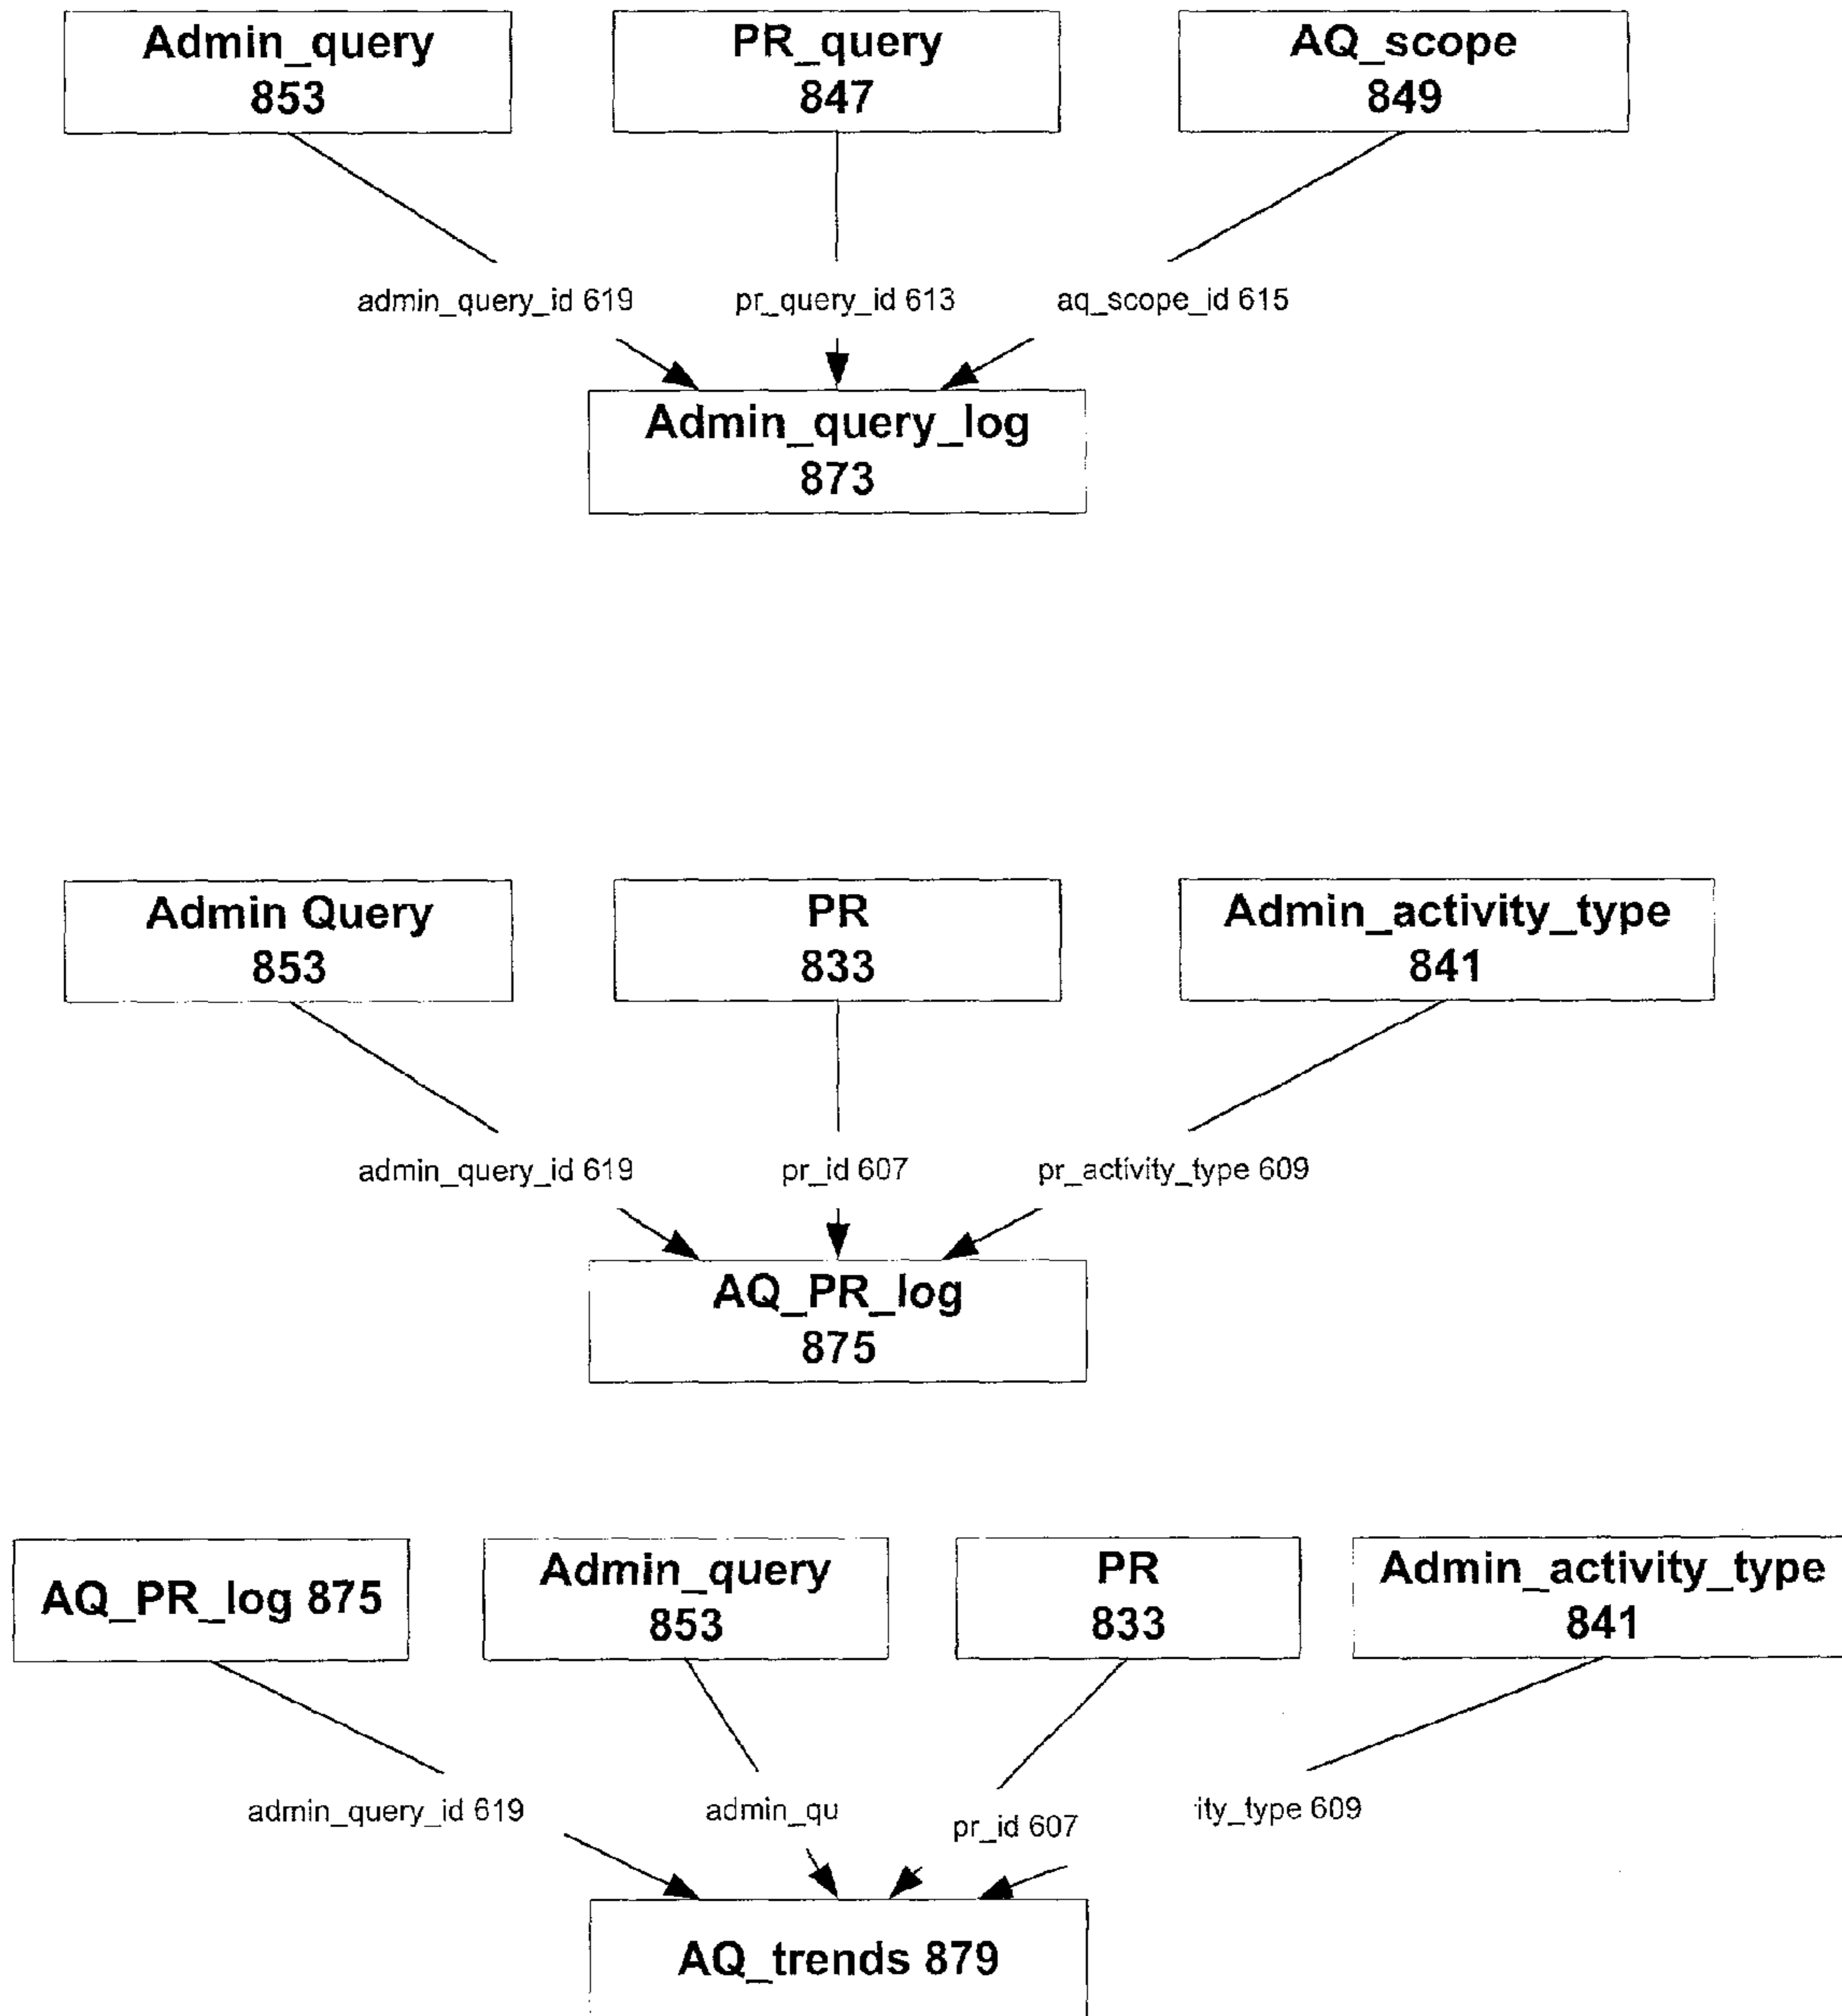 Admin_query
853
PR_query
847
AQ_scope
849
admin_query_id 619
pr_query_id 613
aq_scope_id 615
Admin_query_log
873
Admin Query
853
PR
833
Admin_activity_type
841
admin_query_id 619
pr_id 607
pr_activity_type 609
AQ_PR_log
875
AQ_PR_log 875
Admin_query
853
PR
833
Admin_activity_type
841
admin_query_id 619
admin_qu
pr_id 607
ity_type 609
AQ_trends 879